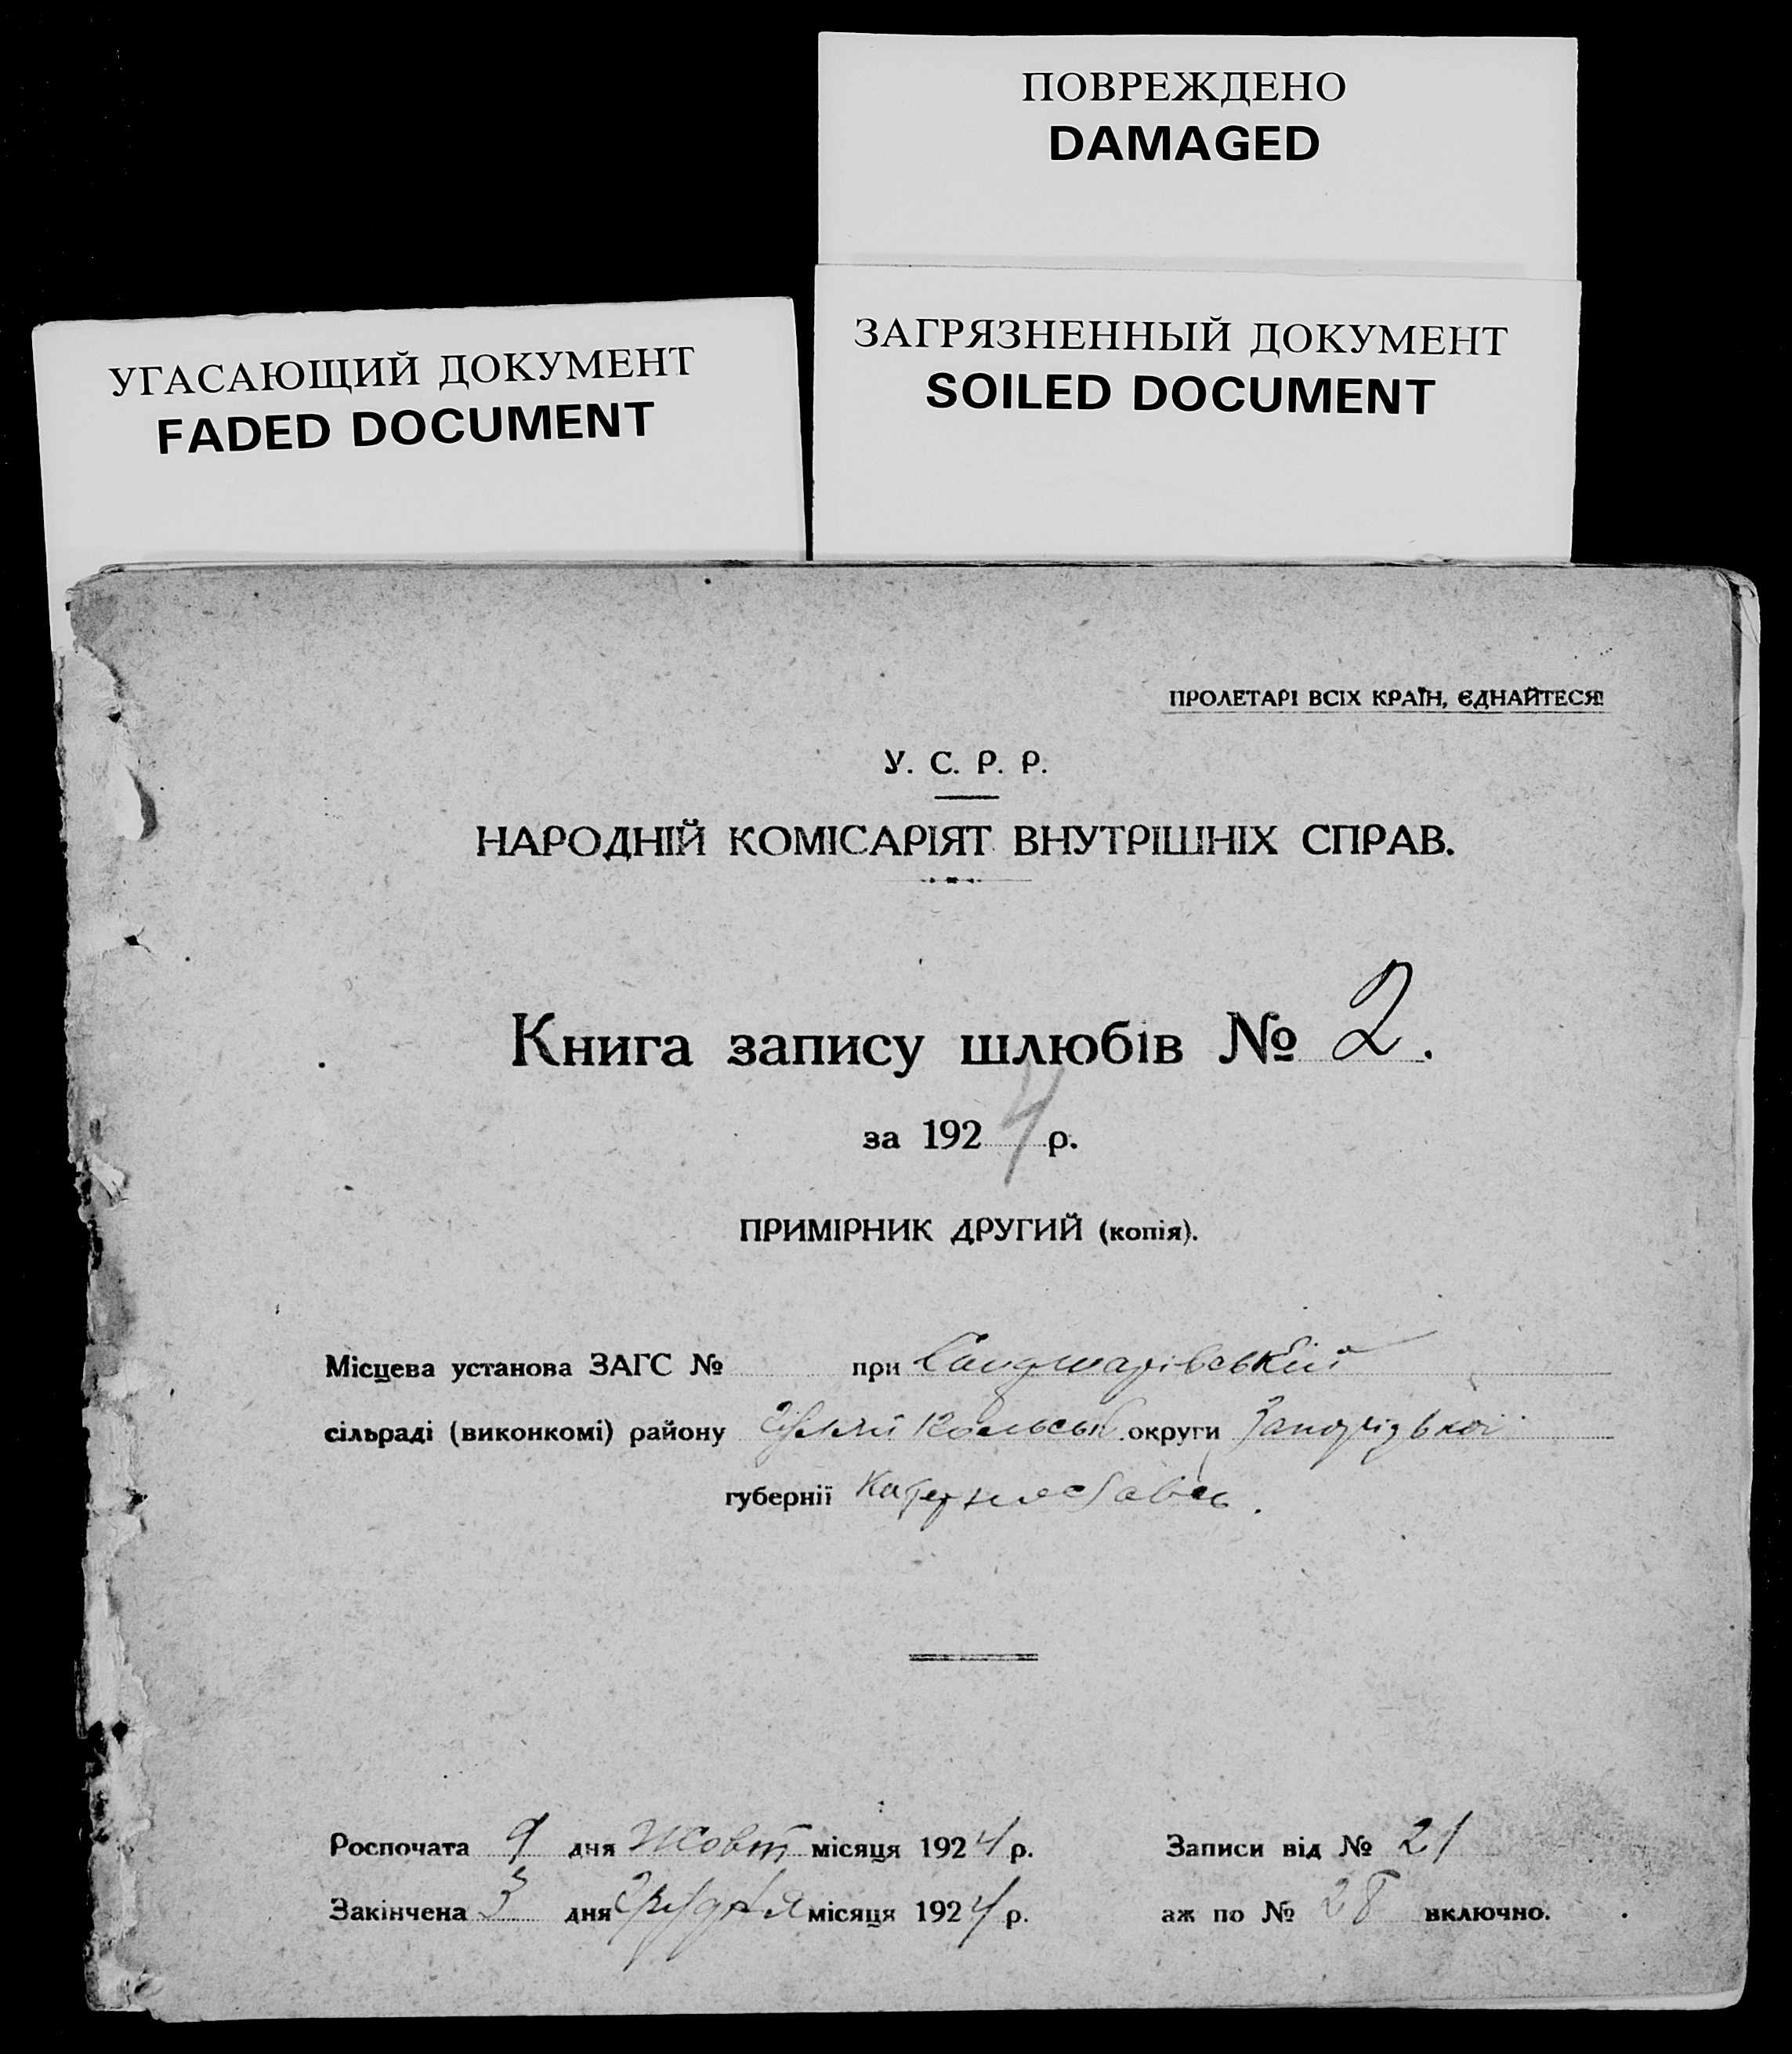 ПОВРЕЖДЕНО
DAMAGED
ЗАГРЯЗНЕННЫЙ ДОКУМЕНТ
SOILED DOCUMENT
УГАСАЮЩИЙ ДОКУМЕНТ
FADED DOCUMENT
ПРОЛЕТАРІ ВСІХ КРАЇН, ЄДНАЙТЕСЯ!
У. С. Р. Р.
НАРОДНІЙ КОМІСАРІЯТ ВНУТРІШНІХ СПРАВ.
Книга запису шлюбів № 2.
за 1924 р.
ПРИМІРНИК ДРУГИЙ (копія).
Місцева установа ЗАГС № при
сільраді (виконкомі) району округи
губернії
Роспочата 9 дня Жовт місяця 1924 р. Записи від № 21
Закінчена 3 дня Грудня місяця 1924 р. аж по № 28 включно.